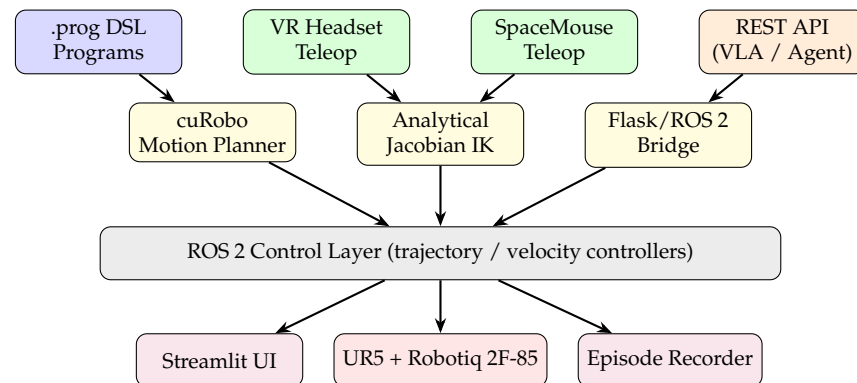 .prog DSL
Programs
VR Headset
Teleop
SpaceMouse
Teleop
REST API
(VLA / Agent)
cuRobo
Motion Planner
Analytical
Jacobian IK
Flask/ROS 2
Bridge
ROS 2 Control Layer (trajectory / velocity controllers)
Streamlit UI
UR5 + Robotiq 2F-85
Episode Recorder